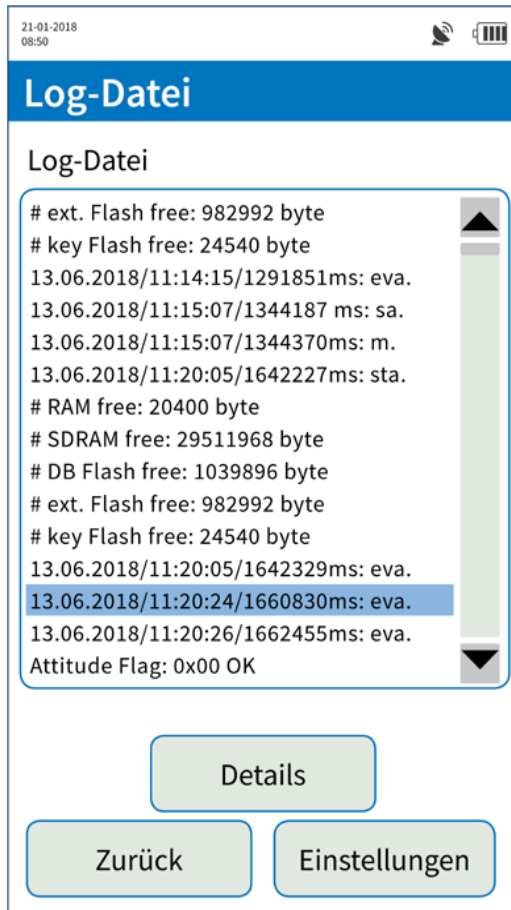 21-01-2018
08:50
Log-Datei
Log-Datei
# ext. Flash free: 982992 byte
# key Flash free: 24540 byte
13.06.2018/11:14:15/1291851ms: eva.
13.06.2018/11:15:07/1344187 ms: sa.
13.06.2018/11:15:07/1344370ms: m.
13.06.2018/11:20:05/1642227ms: sta.
# RAM free: 20400 byte
# SDRAM free: 29511968 byte
# DB Flash free: 1039896 byte
# ext. Flash free: 982992 byte
# key Flash free: 24540 byte
13.06.2018/11:20:05/1642329ms: eva.
13.06.2018/11:20:24/1660830ms: eva.
13.06.2018/11:20:26/1662455ms: eva.
Attitude Flag: 0x00 OK
Details
Zurück
Einstellungen